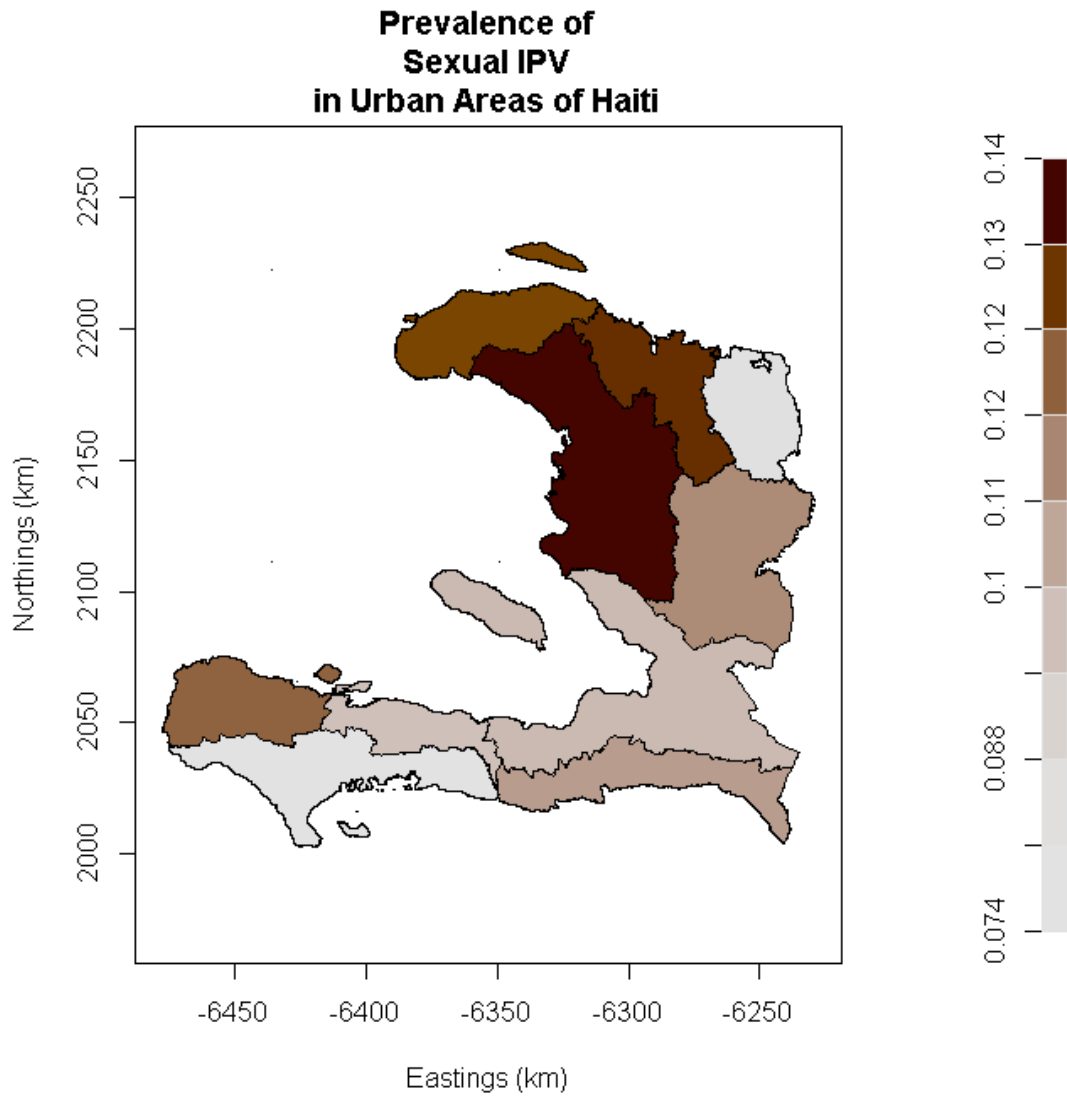 Prevalence of
Sexual IPV
in Urban Areas of Haiti
2250
2200
2150
2100
2050
2000
Northings (km)
-6450 -6400 -6350 -6300 -6250
Eastings (km)
0.14
0.13
0.12
0.12
0.11
0.1
0.088
0.074